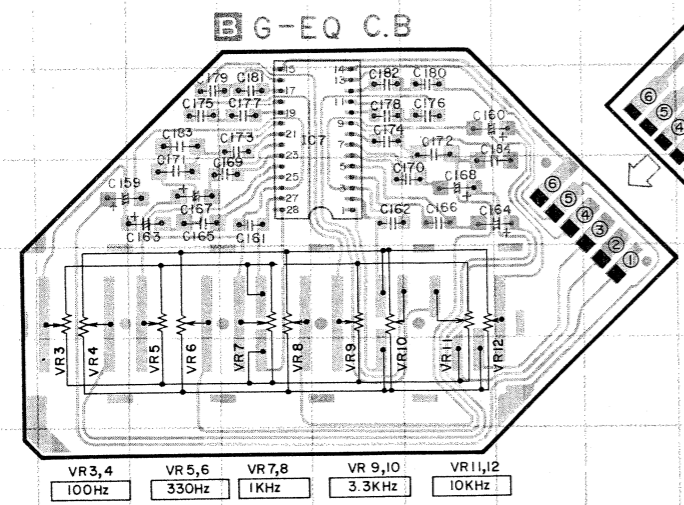 B G-EQ C.B
15 14
C179 C181 C182 C180
13
17 11
C175 C177 C178 C176
19 9 C160
C183 C173 21 IC7 C174
7 C172 C184
C171 C169 23 5
C170 C168
25 3
C159 C167
27
28 1
C163 C165 C161 C162 C166 C164
⑥ ⑤ ④
⑥ ⑤ ④ ③ ② ①
VR3 VR4 VR5 VR6 VR7 VR8 VR9 VR10 VR11 VR12
VR3,4 VR5,6 VR7,8 VR9,10 VR11,12
100Hz 330Hz 1KHz 3.3KHz 10KHz